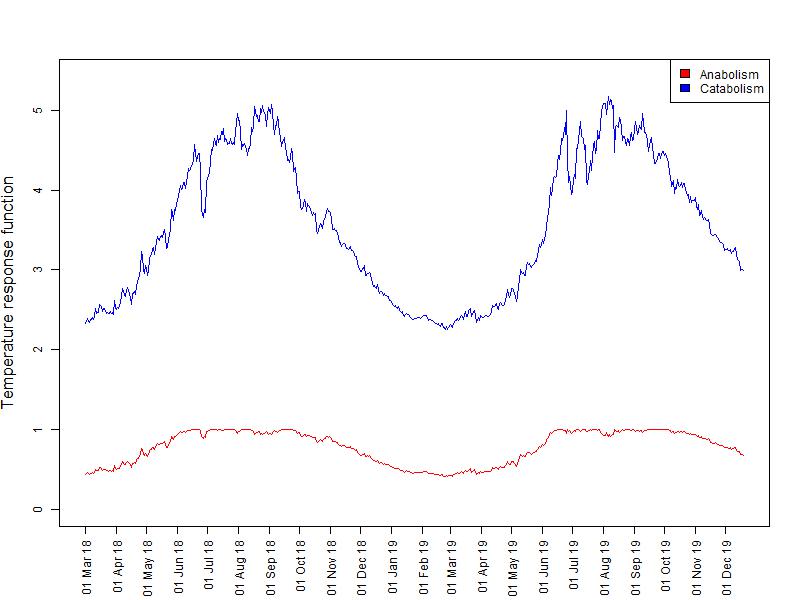 Anabolism
Catabolism
Temperature response function
5
4
3
2
1
0
01 Mar 18
01 Apr 18
01 May 18
01 Jun 18
01 Jul 18
01 Aug 18
01 Sep 18
01 Oct 18
01 Nov 18
01 Dec 18
01 Jan 19
01 Feb 19
01 Mar 19
01 Apr 19
01 May 19
01 Jun 19
01 Jul 19
01 Aug 19
01 Sep 19
01 Oct 19
01 Nov 19
01 Dec 19